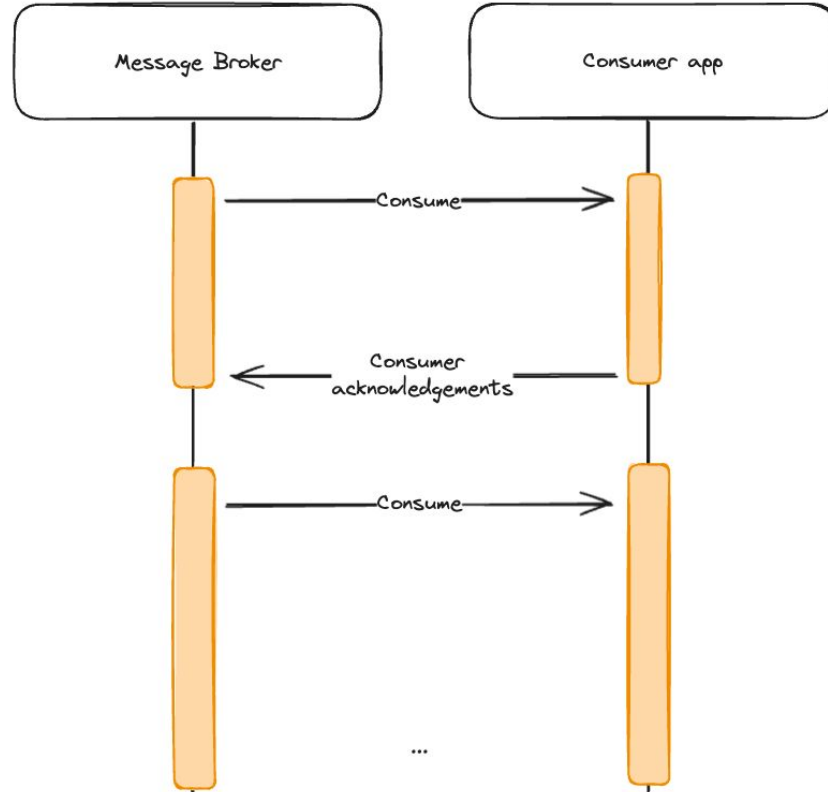 Message Broker
Consumer app
Consume
Consumer
acknowledgements
Consume
...